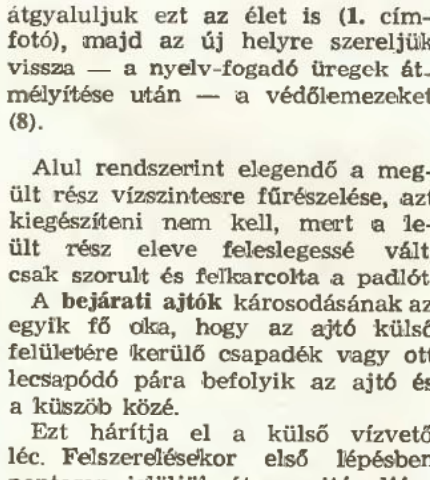 átgyaluljuk ezt az élet is (1. cím-
fotó), majd az új helyre szereljük
vissza — a nyelv-fogadó üregek át-
mélyítése után — a védőlemezeket
(8).
Alul rendszerint elegendő a meg-
ült rész vízszintesre fűrészelése, azt
kiegészíteni nem kell, mert a le-
ült rész eleve feleslegessé vált
csak szorult és felkarcolta a padlót
A bejárati ajtók károsodásának az
egyik fő oka, hogy az ajtó külső
felületére kerülő csapadék vagy ott
lecsapódó pára befolyik az ajtó és
a küszöb közé.
Ezt hárítja el a külső vízvető
léc. Felszerelésekor első lépésben